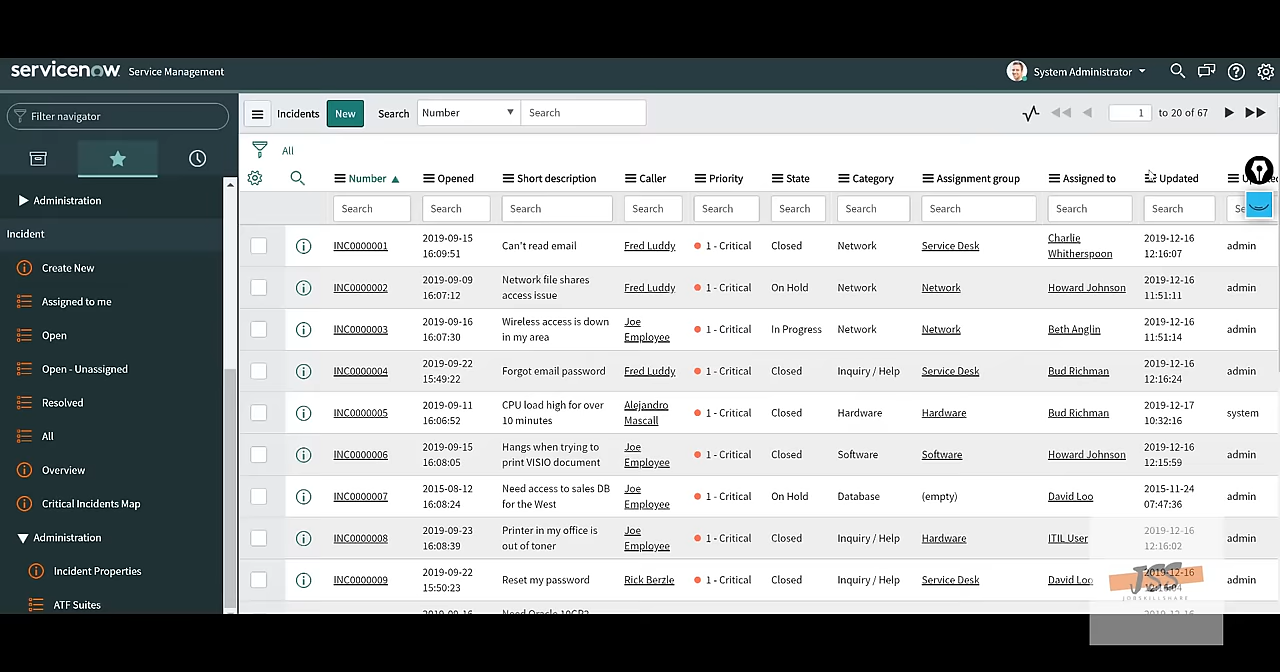 servicenow Service Management
System Administrator
Filter navigator
Incidents New Search Number Search
1 to 20 of 67
All
Number Opened Short description Caller Priority State Category Assignment group Assigned to Updated
Search Search Search Search Search Search Search Search Search Search
Administration
Incident
Create New
Assigned to me
Open
Open - Unassigned
Resolved
All
Overview
Critical Incidents Map
Administration
Incident Properties
ATF Suites
INC0000001 2019-09-15 16:09:51 Can't read email Fred Luddy 1 - Critical Closed Network Service Desk Charlie Witherspoon 2019-12-16 12:16:07 admin
INC0000002 2019-09-09 16:07:12 Network file shares access issue Fred Luddy 1 - Critical On Hold Network Network Howard Johnson 2019-12-16 11:51:11 admin
INC0000003 2019-09-16 16:07:30 Wireless access is down in my area Joe Employee 1 - Critical In Progress Network Network Beth Anglin 2019-12-16 11:51:14 admin
INC0000004 2019-09-22 15:49:22 Forgot email password Fred Luddy 1 - Critical Closed Inquiry / Help Service Desk Bud Richman 2019-12-16 12:16:24 admin
INC0000005 2019-09-11 16:06:52 CPU load high for over 10 minutes Alejandro Mascall 1 - Critical Closed Hardware Hardware Bud Richman 2019-12-17 10:32:16 system
INC0000006 2019-09-15 16:08:05 Hangs when trying to print VISIO document Joe Employee 1 - Critical Closed Software Software Howard Johnson 2019-12-16 12:15:59 admin
INC0000007 2015-08-12 16:08:24 Need access to sales DB for the West Joe Employee 1 - Critical On Hold Database (empty) David Loo 2015-11-24 07:47:36 admin
INC0000008 2019-09-23 16:08:39 Printer in my office is out of toner Joe Employee 1 - Critical Closed Inquiry / Help Hardware ITIL User 2019-12-16 12:16:02 admin
INC0000009 2019-09-22 15:50:23 Reset my password Rick Berzle 1 - Critical Closed Inquiry / Help Service Desk David Loo 2019-12-16 12:16:04 admin
JSS
JOBSKILLSHARE